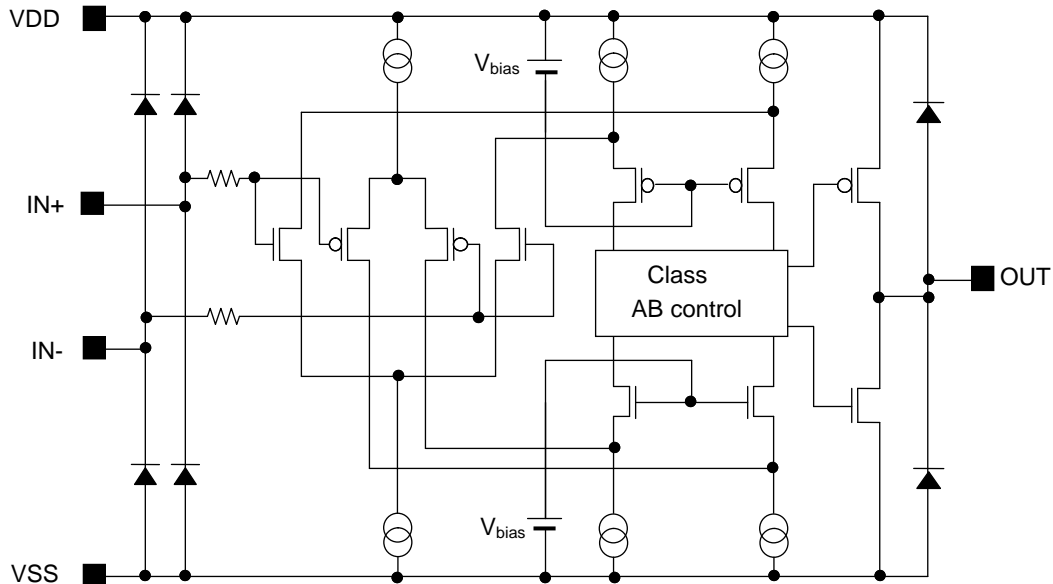 VDD
Vbias
IN+
Class
AB control
OUT
IN-
Vbias
VSS